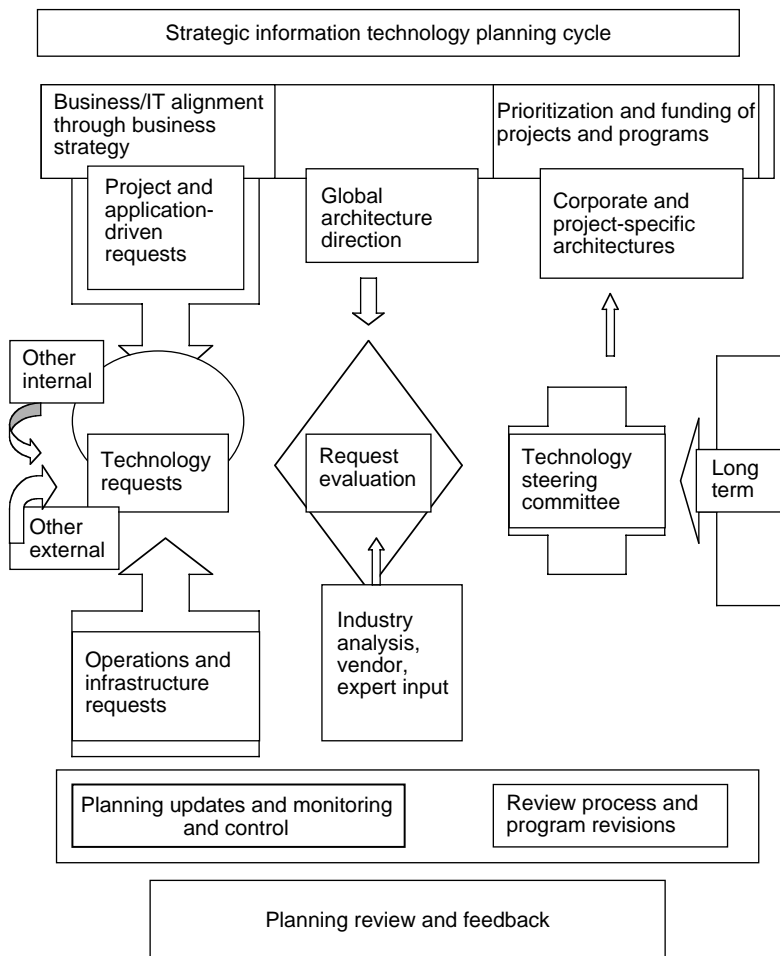 Strategic information technology planning cycle
Business/IT alignment
through business
strategy
Prioritization and funding of
projects and programs
Project and
application-
driven
requests
Global
architecture
direction
Corporate and
project-specific
architectures
Other
internal
Technology
requests
Other
external
Request
evaluation
Technology
steering
committee
Long
term
Operations and
infrastructure
requests
Industry
analysis,
vendor,
expert input
Planning updates and monitoring
and control
Review process and
program revisions
Planning review and feedback